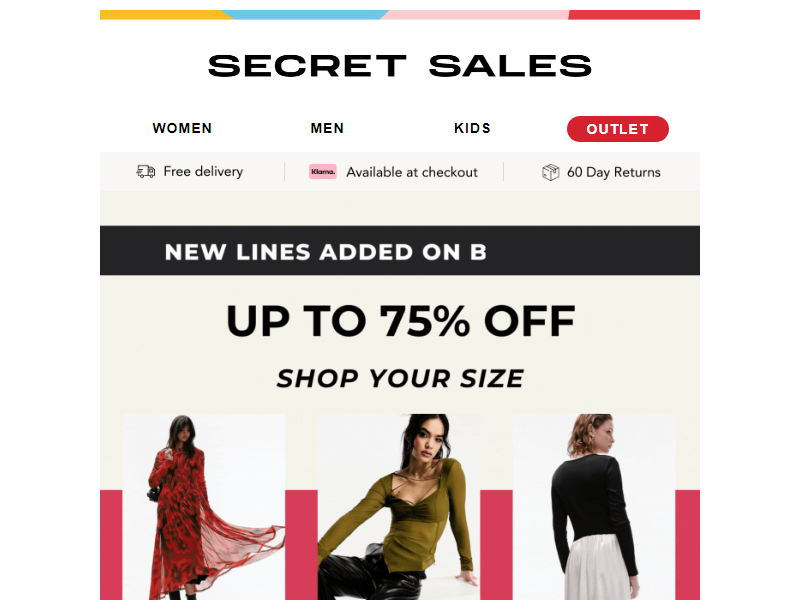 SECRET SALES
WOMEN MEN KIDS OUTLET
Free delivery Klarna. Available at checkout 60 Day Returns
NEW LINES ADDED ON B
UP TO 75% OFF
SHOP YOUR SIZE